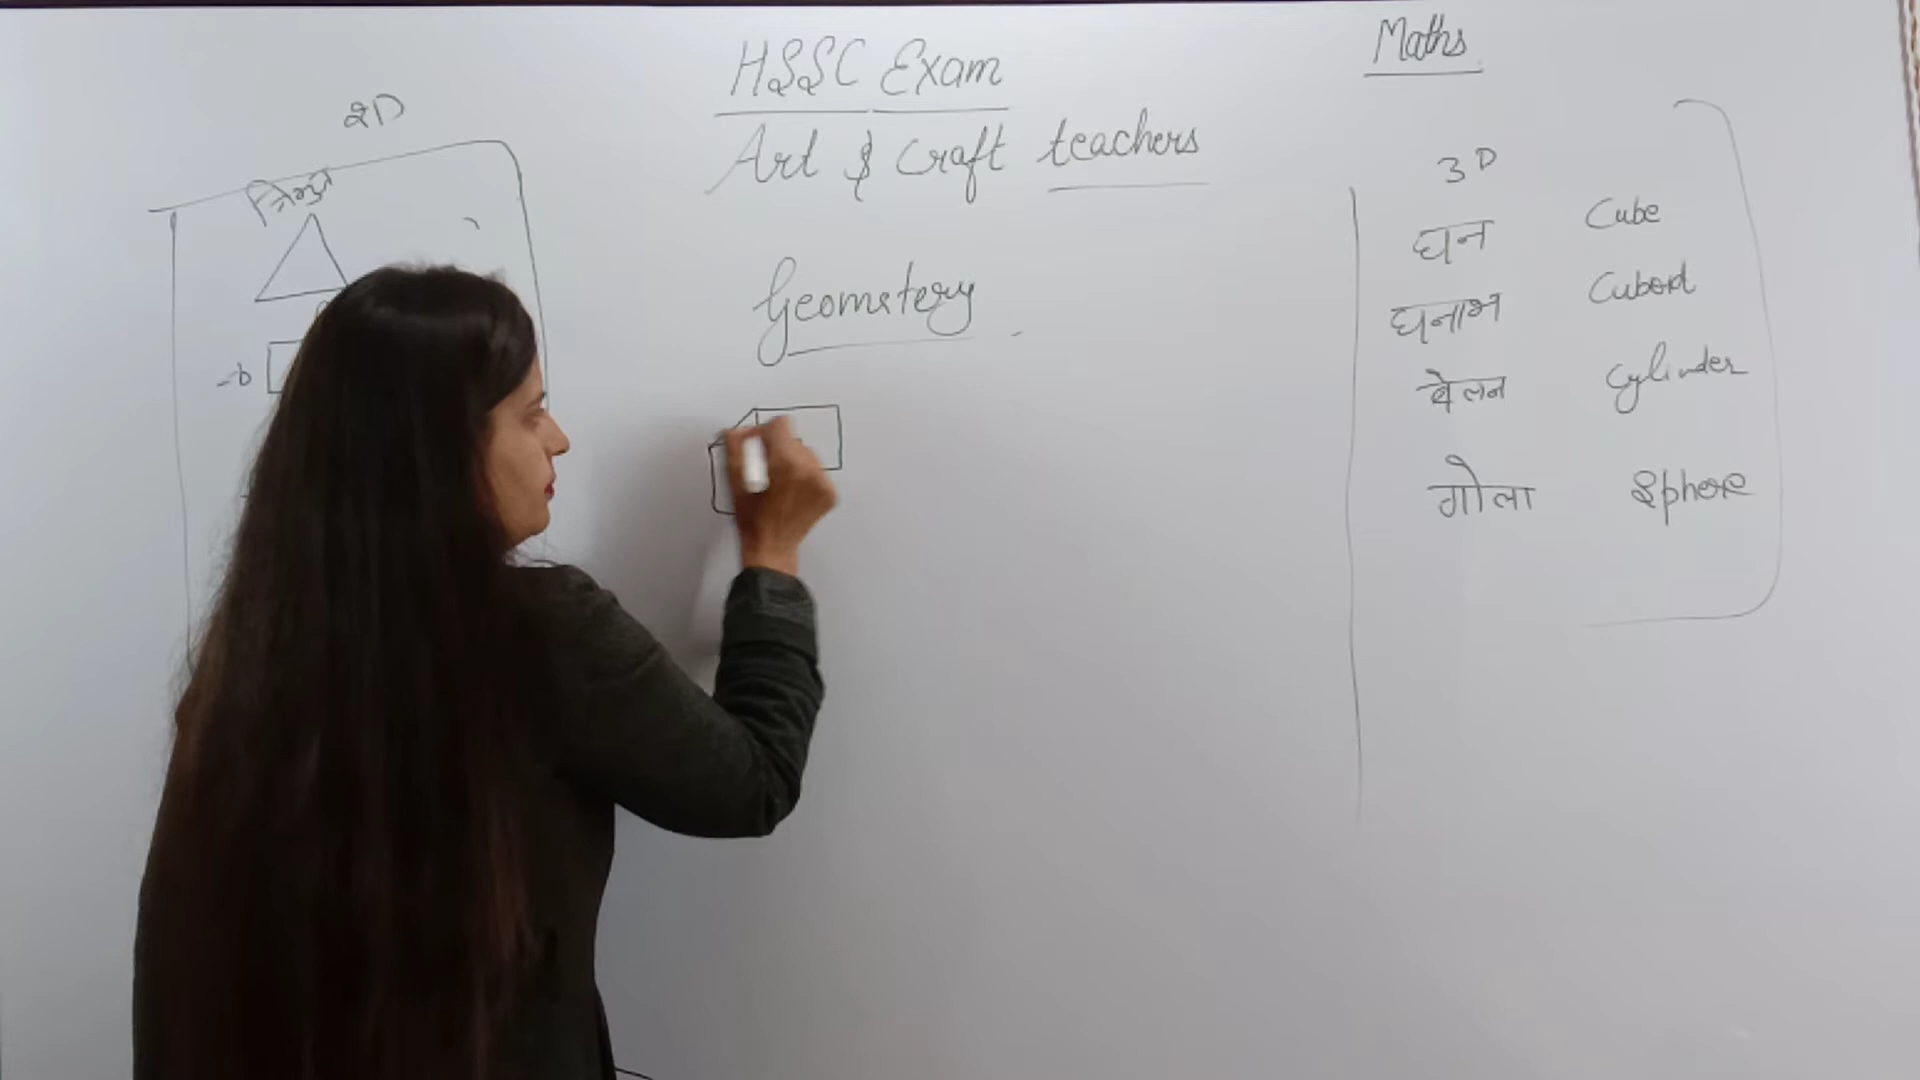 HSSC Exam
Art & Craft teachers
Geometery
Maths
2D
त्रिभुज
b
3D
घन Cube
घनाभ Cuboid
बेलन Cylinder
गोला Sphere